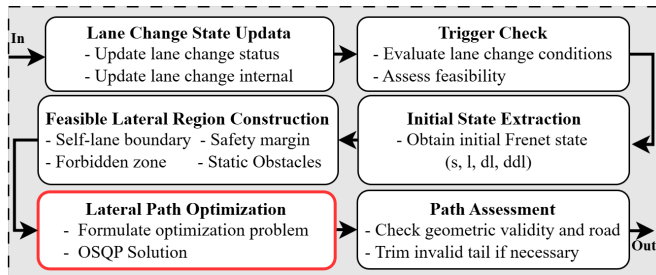 In
Lane Change State Updata
- Update lane change status
- Update lane change internal
Trigger Check
- Evaluate lane change conditions
- Assess feasibility
Feasible Lateral Region Construction
- Self-lane boundary - Safety margin
- Forbidden zone - Static Obstacles
Initial State Extraction
- Obtain initial Frenet state
(s, l, dl, ddl)
Lateral Path Optimization
- Formulate optimization problem
- OSQP Solution
Path Assessment
- Check geometric validity and road
- Trim invalid tail if necessary
Out